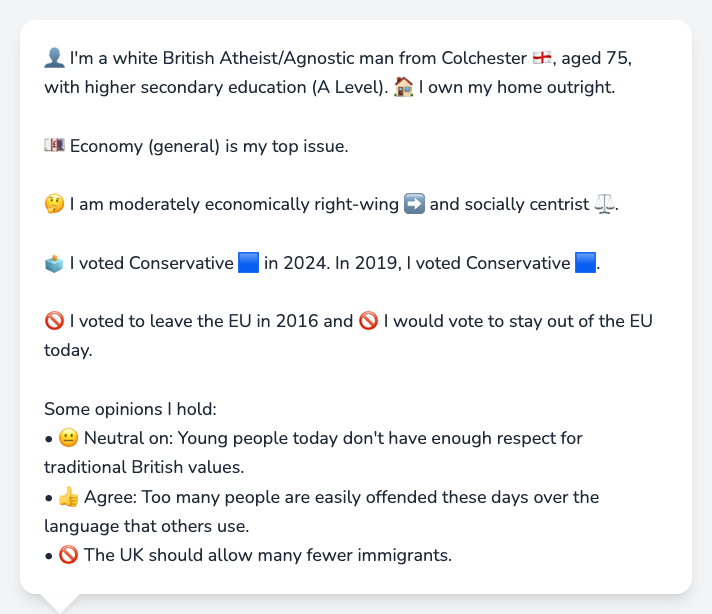 👤 I'm a white British Atheist/Agnostic man from Colchester 🏴󠁧󠁢󠁥󠁮󠁧󠁿, aged 75,
with higher secondary education (A Level). 🏠 I own my home outright.
💷 Economy (general) is my top issue.
🤔 I am moderately economically right-wing ➡️ and socially centrist ⚖️.
🗳️ I voted Conservative 🟦 in 2024. In 2019, I voted Conservative 🟦.
🚫 I voted to leave the EU in 2016 and 🚫 I would vote to stay out of the EU
today.
Some opinions I hold:
• 😐 Neutral on: Young people today don't have enough respect for
traditional British values.
• 👍 Agree: Too many people are easily offended these days over the
language that others use.
• 🚫 The UK should allow many fewer immigrants.